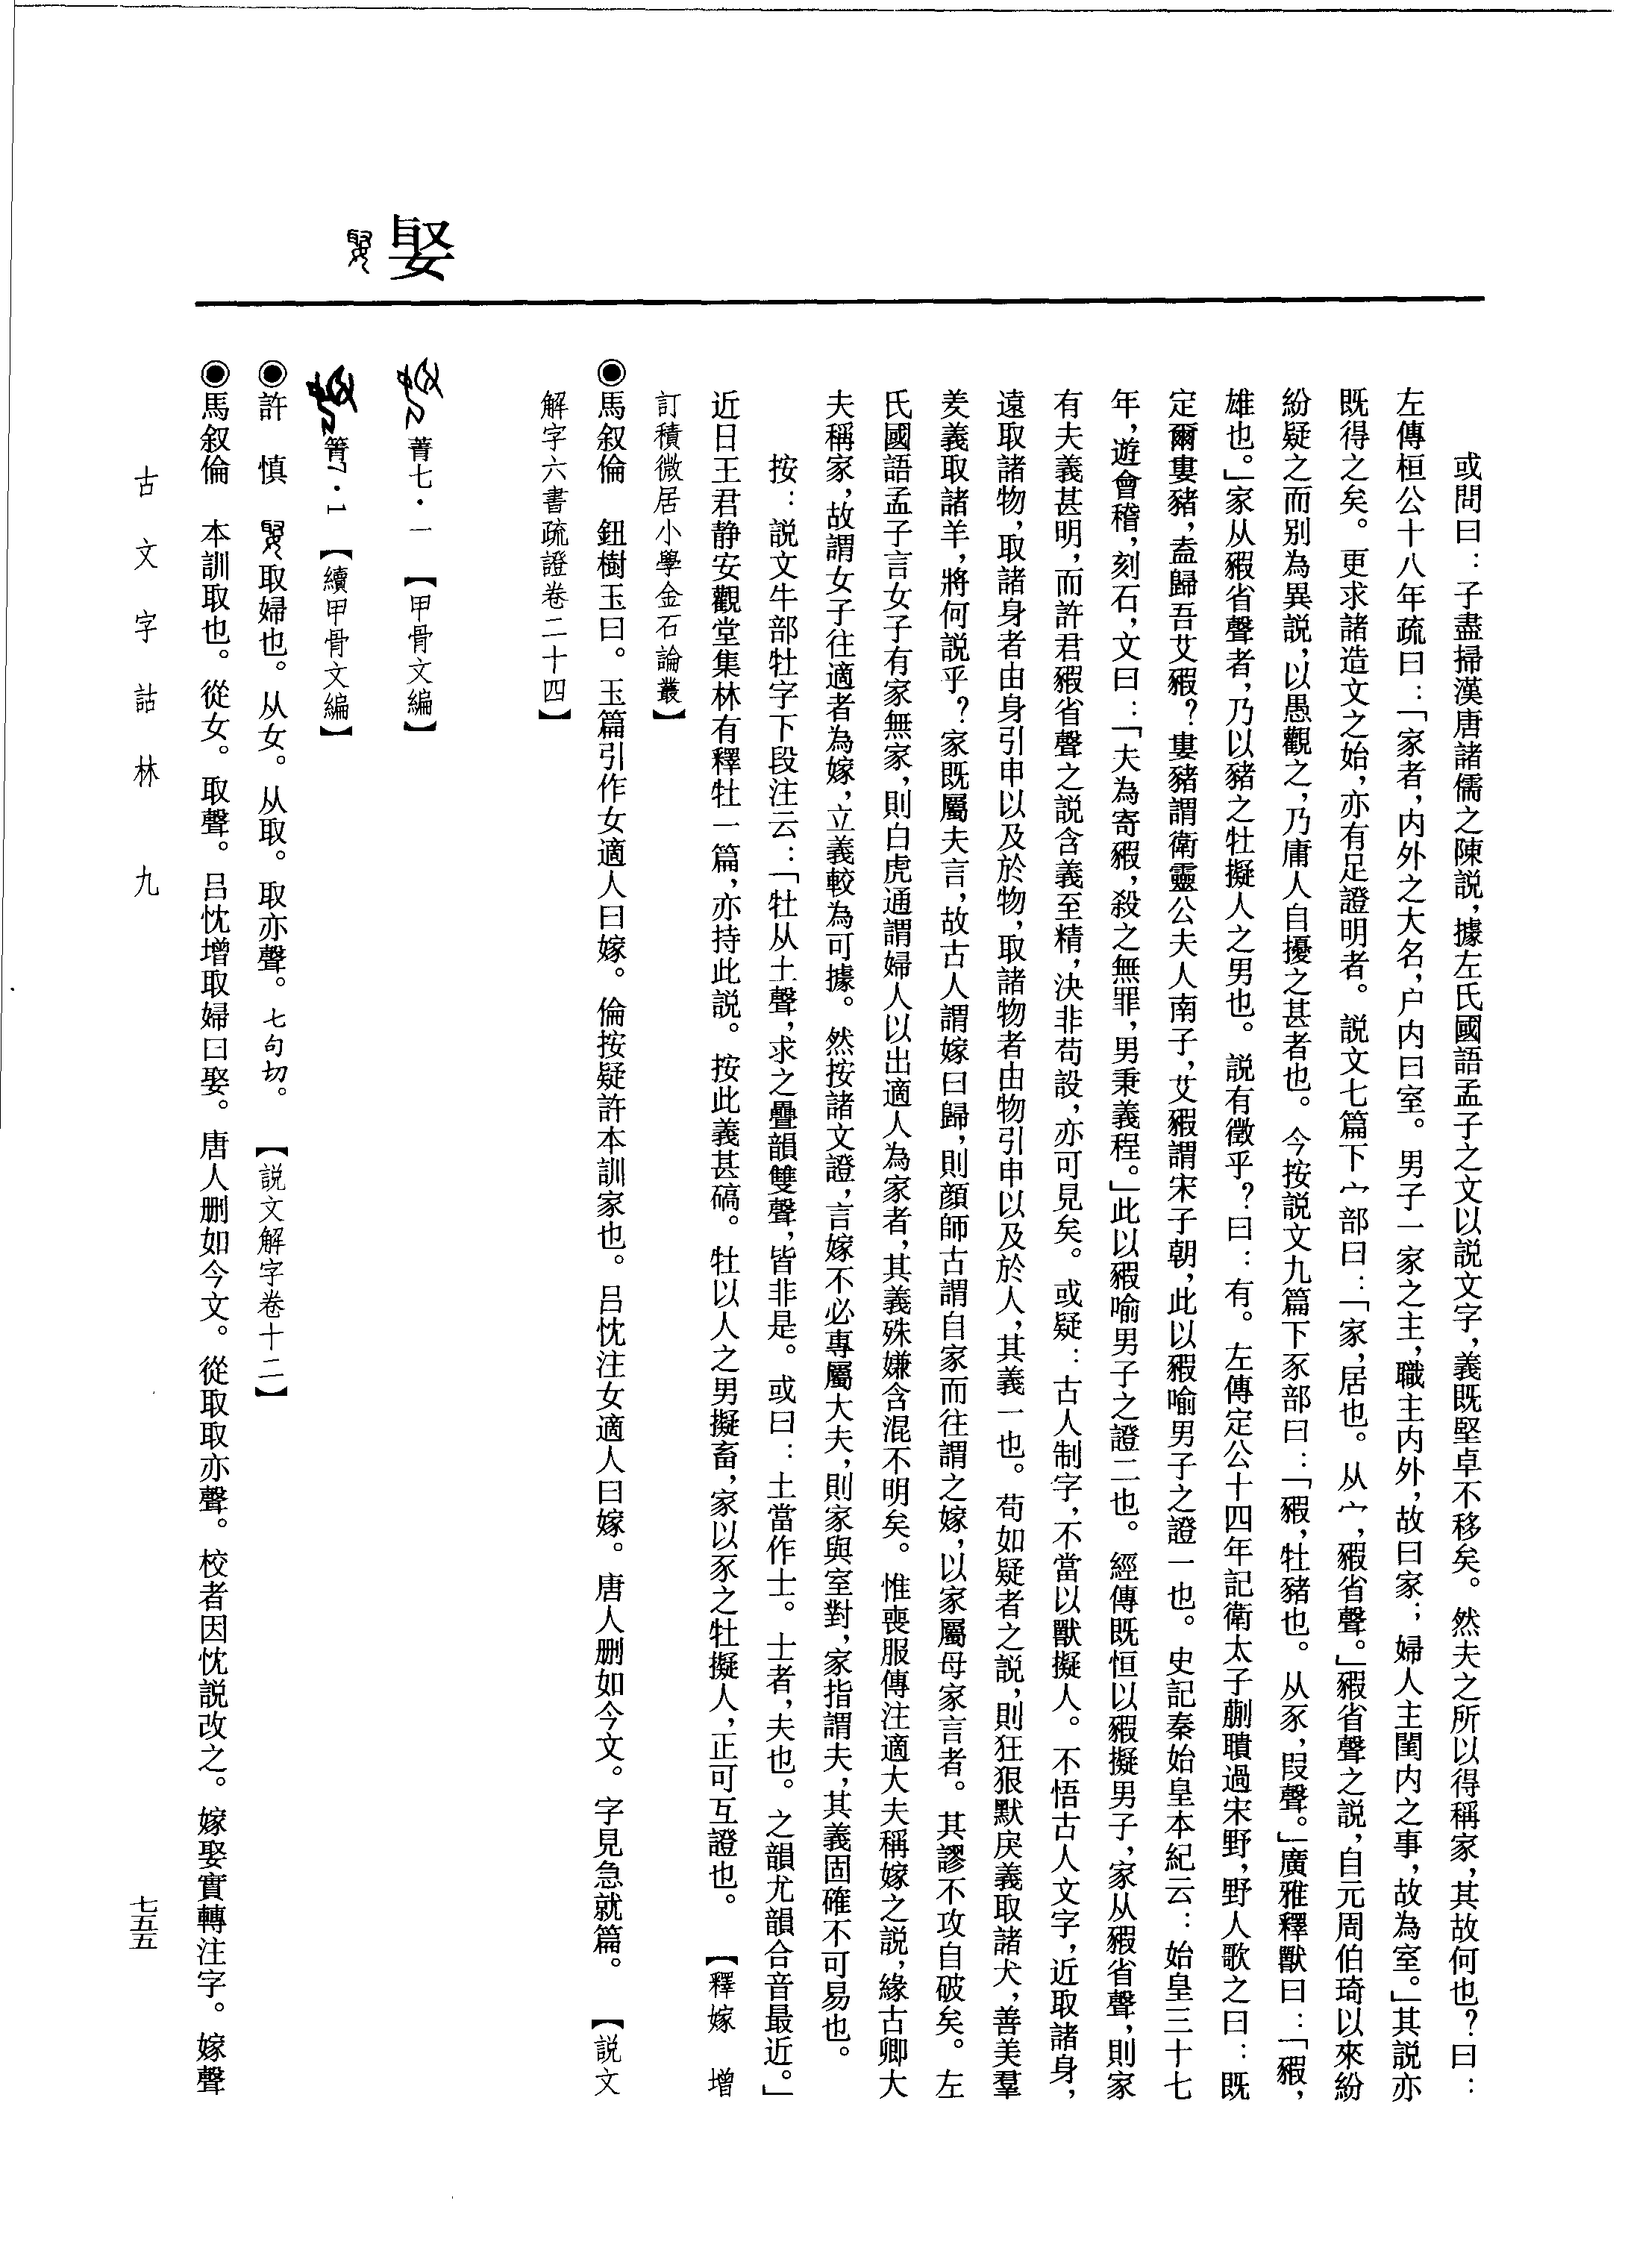 或問曰：子盡掃漢唐諸儒之陳説，據左氏國語孟子之文以説文字，義既堅卓不移矣。然夫之所以得稱家，其故何也？曰：
左傳桓公十八年疏曰：「家者，内外之大名，户内曰室。男子一家之主，職主内外，故曰家；婦人主閨内之事，故為室。」其説亦
既得之矣。更求諸造文之始，亦有足證明者。説文七篇下宀部曰：「家，居也。从宀，豭省聲。」豭省聲之説，自元周伯琦以來紛
紛疑之而别為異説，以愚觀之，乃庸人自擾之甚者也。今按説文九篇下豕部曰：「豭，牡豬也。从豕，叚聲。」廣雅釋獸曰：「豭，
雄也。」家从豭省聲者，乃以豬之牡擬人之男也。説有徵乎？曰：有。左傳定公十四年記衛太子蒯聵過宋野，野人歌之曰：既
定爾婁豬，盍歸吾艾豭？婁豬謂衛靈公夫人南子，艾豭謂宋子朝，此以豭喻男子之證一也。史記秦始皇本紀云：始皇三十七
年，遊會稽，刻石，文曰：「夫為寄豭，殺之無罪，男秉義程。」此以豭喻男子之證二也。經傳既恒以豭擬男子，家从豭省聲，則家
有夫義甚明，而許君豭省聲之説含義至精，決非苟設，亦可見矣。或疑：古人制字，不當以獸擬人。不悟古人文字，近取諸身，
遠取諸物，取諸身者由身引申以及於物，取諸物者由物引申以及於人，其義一也。苟如疑者之説，則狂狠默戾義取諸犬，善美羣
羑義取諸羊，將何説乎？家既屬夫言，故古人謂嫁曰歸，則顔師古謂自家而往謂之嫁，以家屬母家言者。其謬不攻自破矣。左
氏國語孟子言女子有家無家，則白虎通謂婦人以出適人為家者，其義殊嫌含混不明矣。惟喪服傳注適大夫稱嫁之説，緣古卿大
夫稱家，故謂女子往適者為嫁，立義較為可據。然按諸文證，言嫁不必專屬大夫，則家與室對，家指謂夫，其義固確不可易也。
按：説文牛部牡字下段注云：「牡从土聲，求之疊韻雙聲，皆非是。或曰：土當作士。士者，夫也。之韻尤韻合音最近。」
近日王君静安觀堂集林有釋牡一篇，亦持此説。按此義甚碻。牡以人之男擬畜，家以豕之牡擬人，正可互證也。【釋嫁　增
訂積微居小學金石論叢】
◉馬叙倫　鈕樹玉曰。玉篇引作女適人曰嫁。倫按疑許本訓家也。吕忱注女適人曰嫁。唐人删如今文。字見急就篇。【説文
解字六書疏證卷二十四】
娶
菁七·一【甲骨文編】
菁7·1【續甲骨文編】
◉許　慎　取婦也。从女。从取。取亦聲。七句切。【説文解字卷十二】
◉馬叙倫　本訓取也。從女。取聲。吕忱增取婦曰娶。唐人删如今文。從取取亦聲。校者因忱説改之。嫁娶實轉注字。嫁聲
古文字詁林　九
七五五